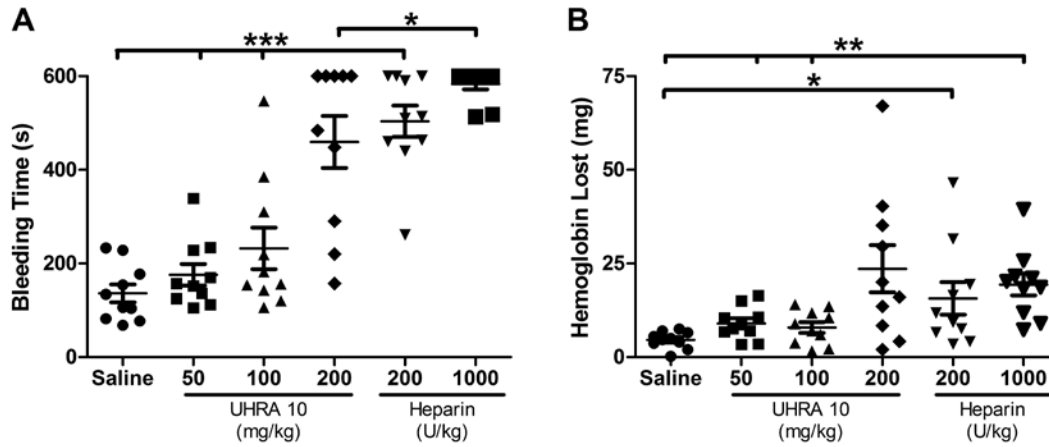 A
***
*
Bleeding Time (s)
600
400
200
0
Saline 50 100 200 200 1000
UHRA 10 Heparin
(mg/kg) (U/kg)
B
**
*
Hemoglobin Lost (mg)
75
50
25
0
Saline 50 100 200 200 1000
UHRA 10 Heparin
(mg/kg) (U/kg)